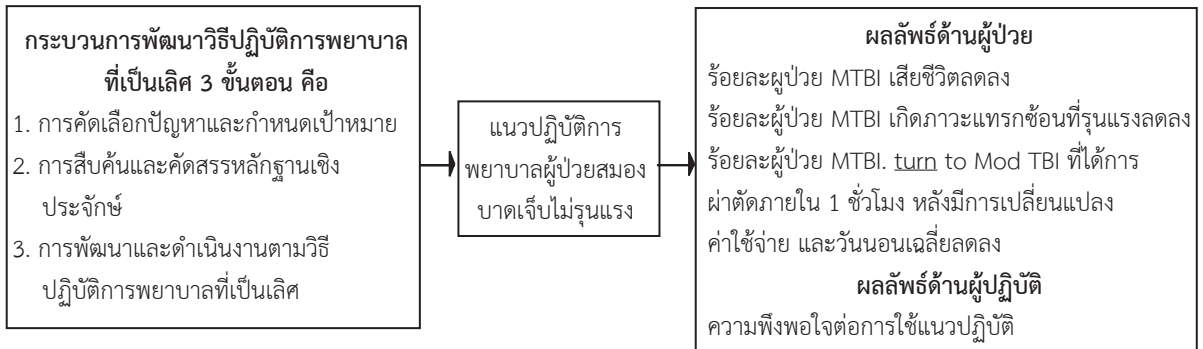 กระบวนการพัฒนาวิธีปฏิบัติการพยาบาล
ที่เป็นเลิศ 3 ขั้นตอน คือ
1. การคัดเลือกปัญหาและกำหนดเป้าหมาย
2. การสืบค้นและคัดสรรหลักฐานเชิง
ประจักษ์
3. การพัฒนาและดำเนินงานตามวิธี
ปฏิบัติการพยาบาลที่เป็นเลิศ
แนวปฏิบัติการ
พยาบาลผู้ป่วยสมอง
บาดเจ็บไม่รุนแรง
ผลลัพธ์ด้านผู้ป่วย
ร้อยละผูป่วย MTBI เสียชีวิตลดลง
ร้อยละผู้ป่วย MTBI เกิดภาวะแทรกซ้อนที่รุนแรงลดลง
ร้อยละผู้ป่วย MTBI. turn to Mod TBI ที่ได้การ
ผ่าตัดภายใน 1 ชั่วโมง หลังมีการเปลี่ยนแปลง
ค่าใช้จ่าย และวันนอนเฉลี่ยลดลง
ผลลัพธ์ด้านผู้ปฏิบัติ
ความพึงพอใจต่อการใช้แนวปฏิบัติ